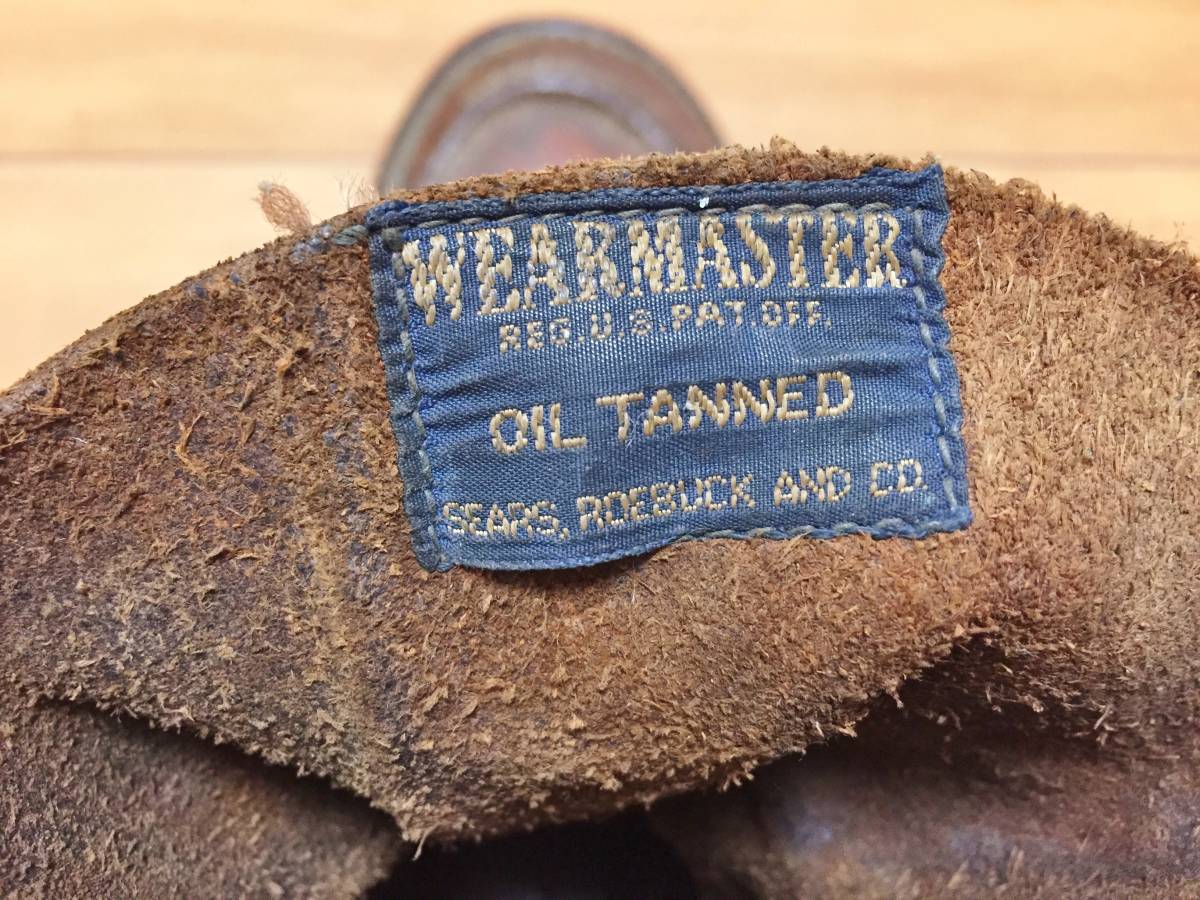 WEARMASTER
REG.U.S.PAT.OFF.
OIL TANNED
SEARS, ROEBUCK AND CO.